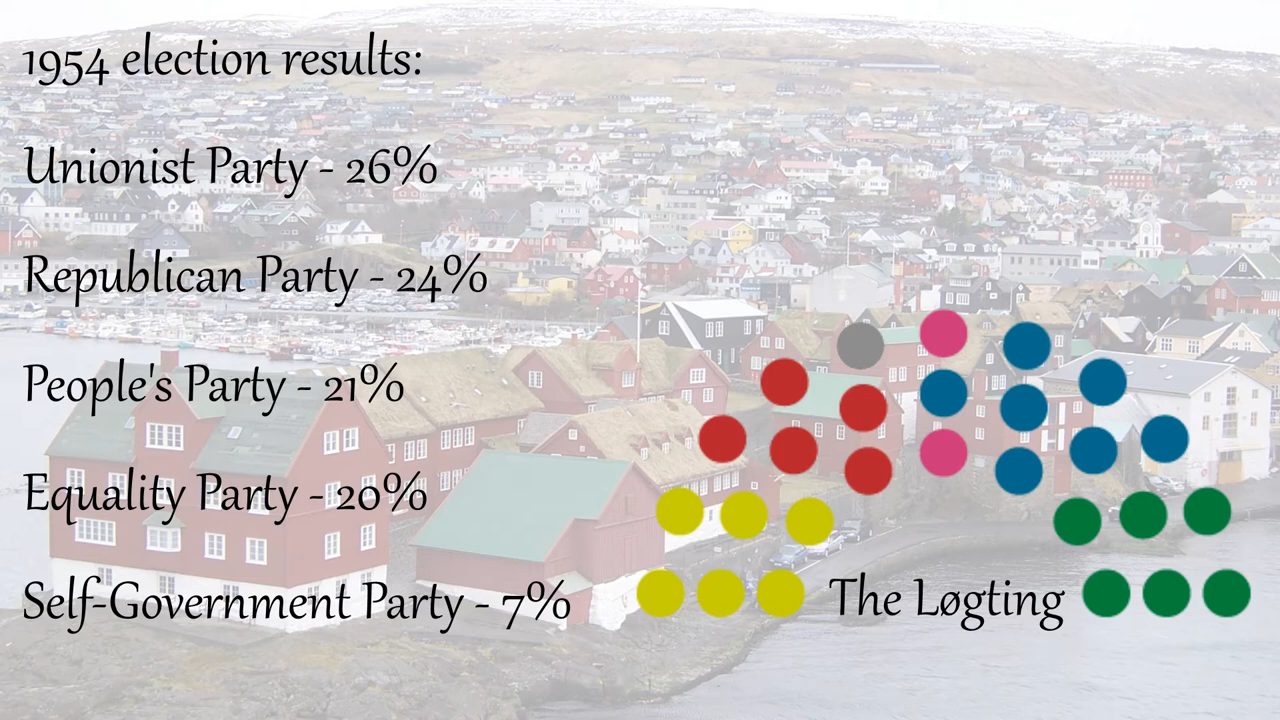 1954 election results:
Unionist Party - 26%
Republican Party - 24%
People's Party - 21%
Equality Party - 20%
Self-Government Party - 7%
The Løgting